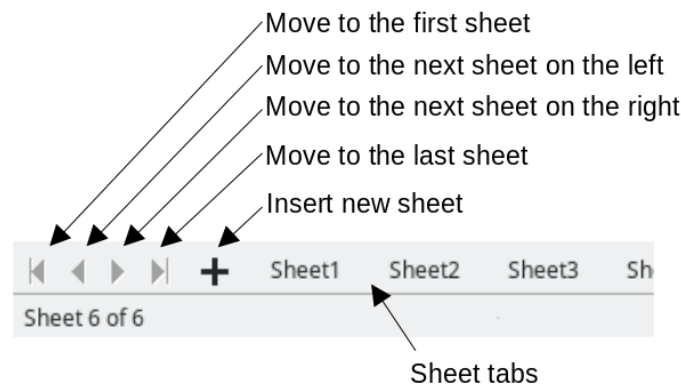 Move to the first sheet
Move to the next sheet on the left
Move to the next sheet on the right
Move to the last sheet
Insert new sheet
Sheet1 Sheet2 Sheet3 Sh
Sheet 6 of 6
Sheet tabs